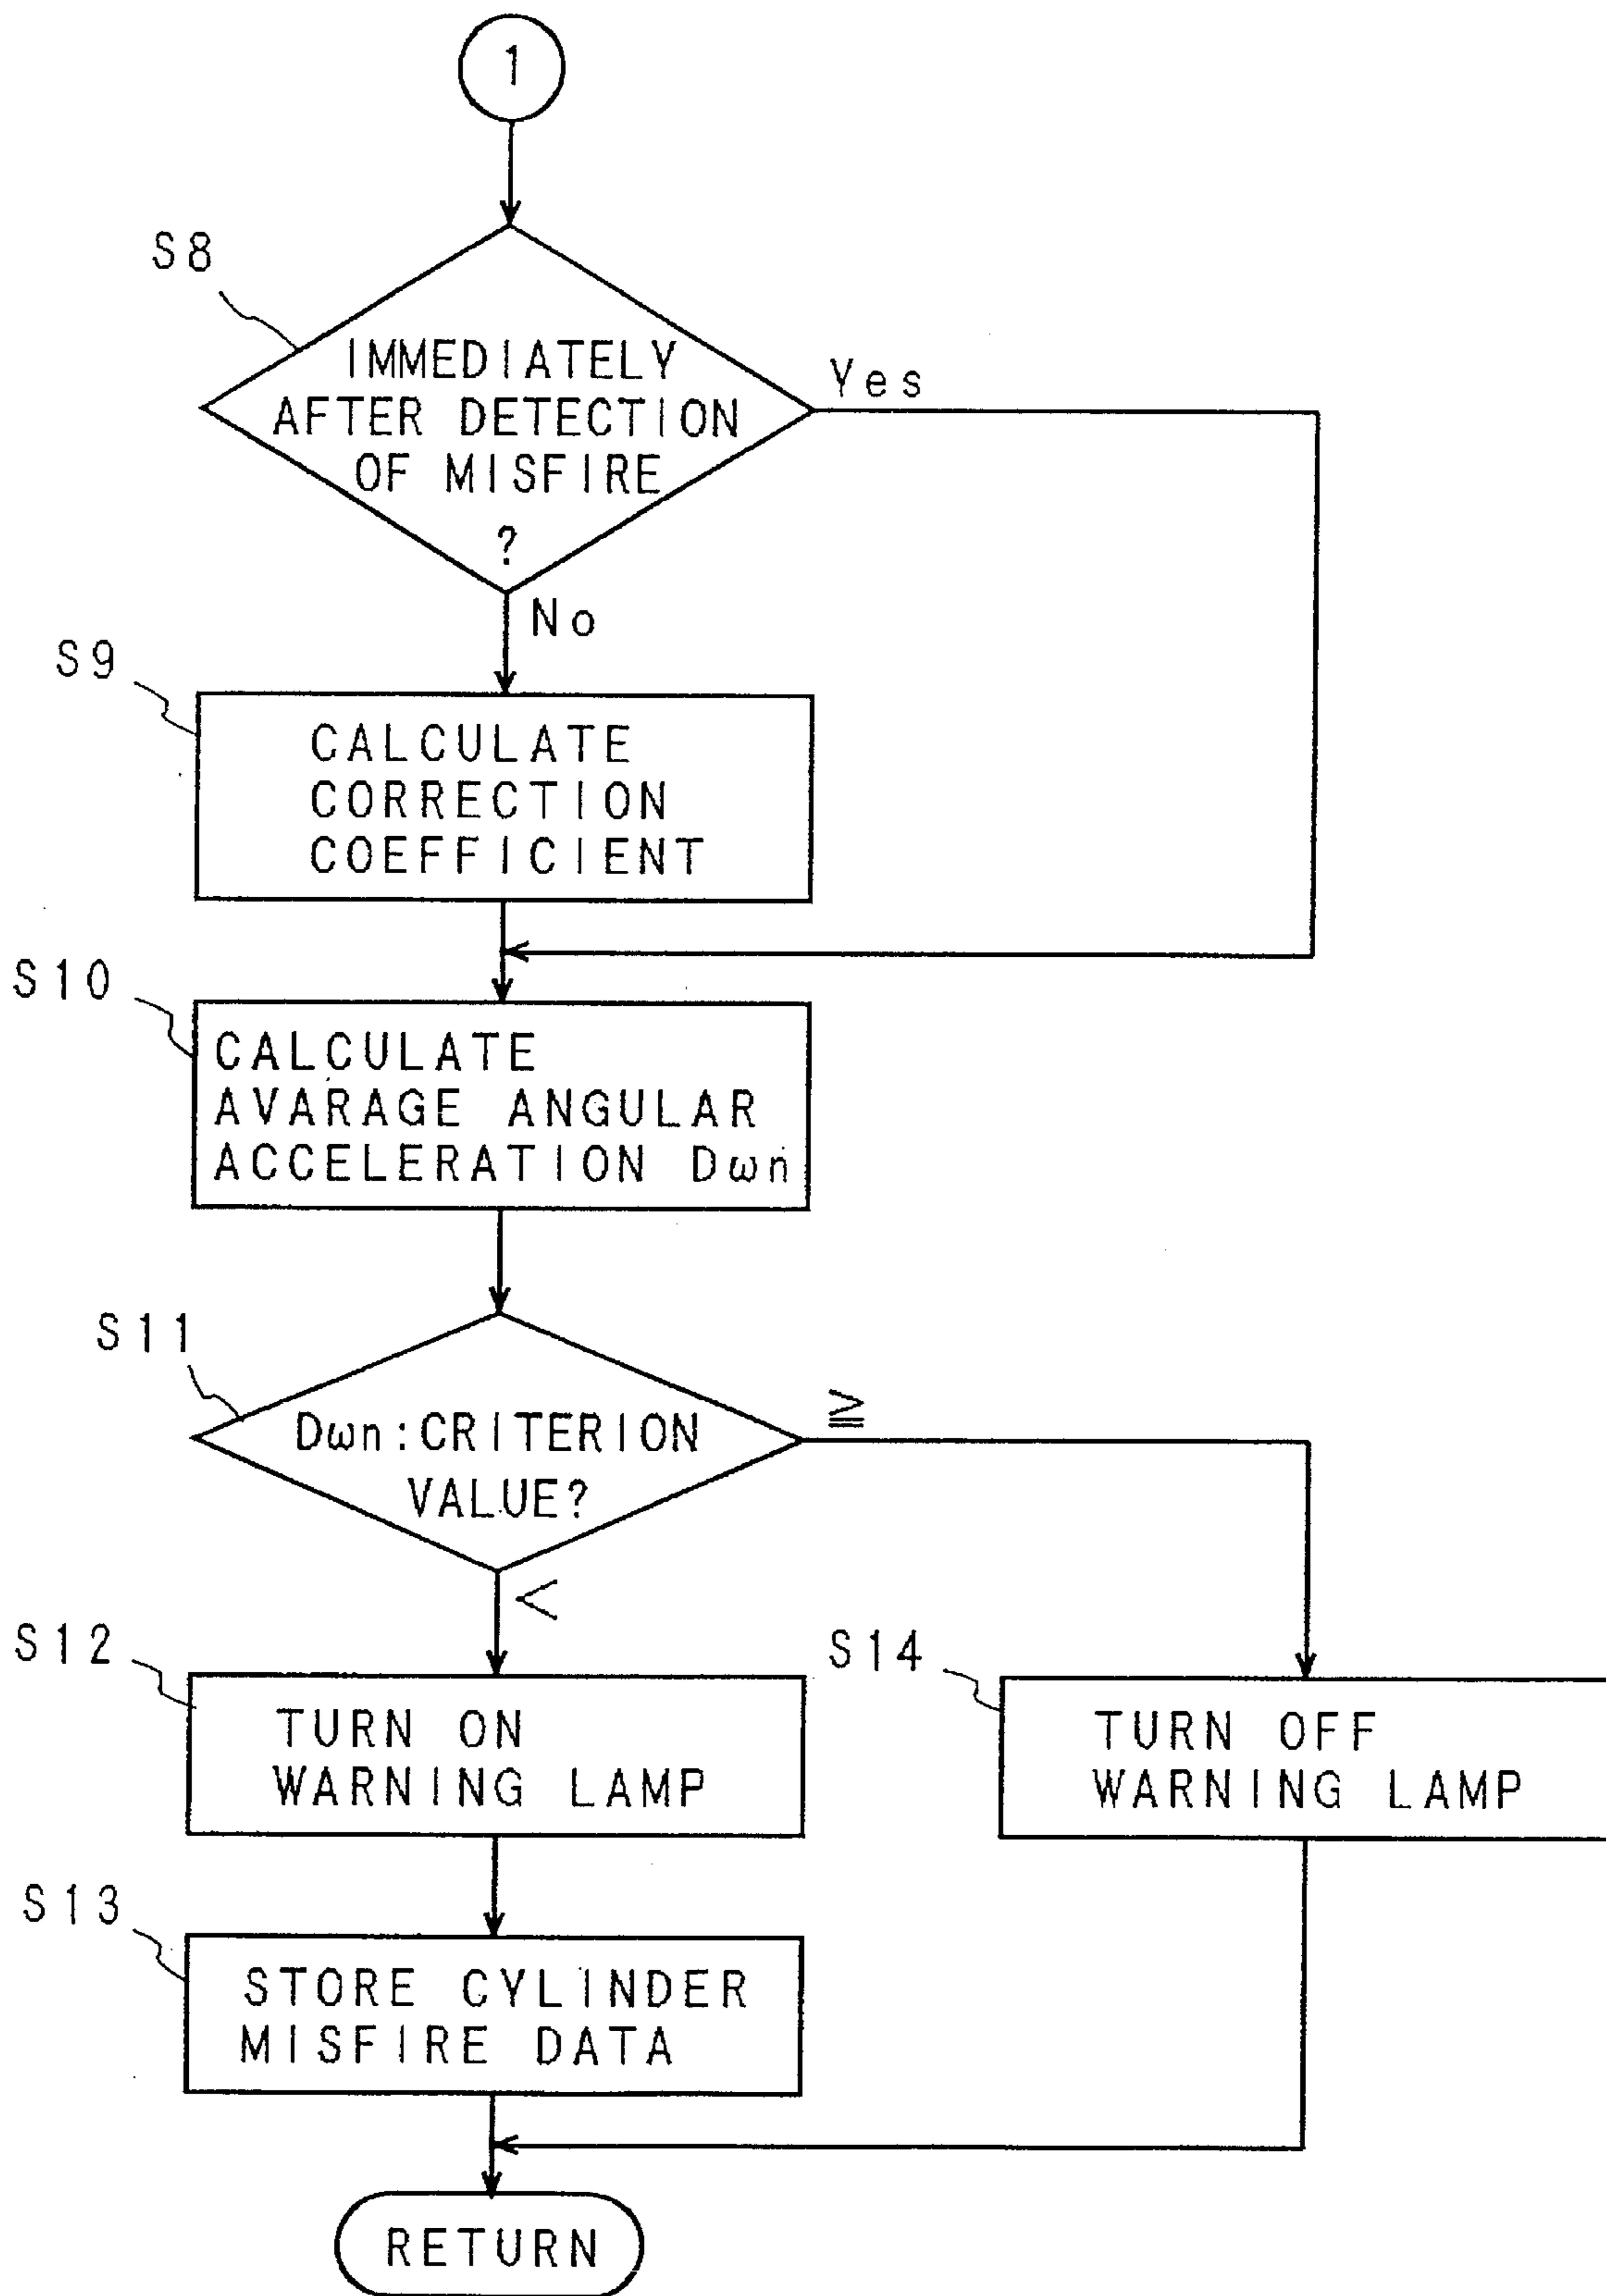 1
S8
IMMEDIATELY
AFTER DETECTION
OF MISFIRE
?
Yes
No
S9
CALCULATE
CORRECTION
COEFFICIENT
S10
CALCULATE
AVARAGE ANGULAR
ACCELERATION Dωn
S11
Dωn:CRITERION
VALUE?
≧
<
S12
TURN ON
WARNING LAMP
S14
TURN OFF
WARNING LAMP
S13
STORE CYLINDER
MISFIRE DATA
RETURN